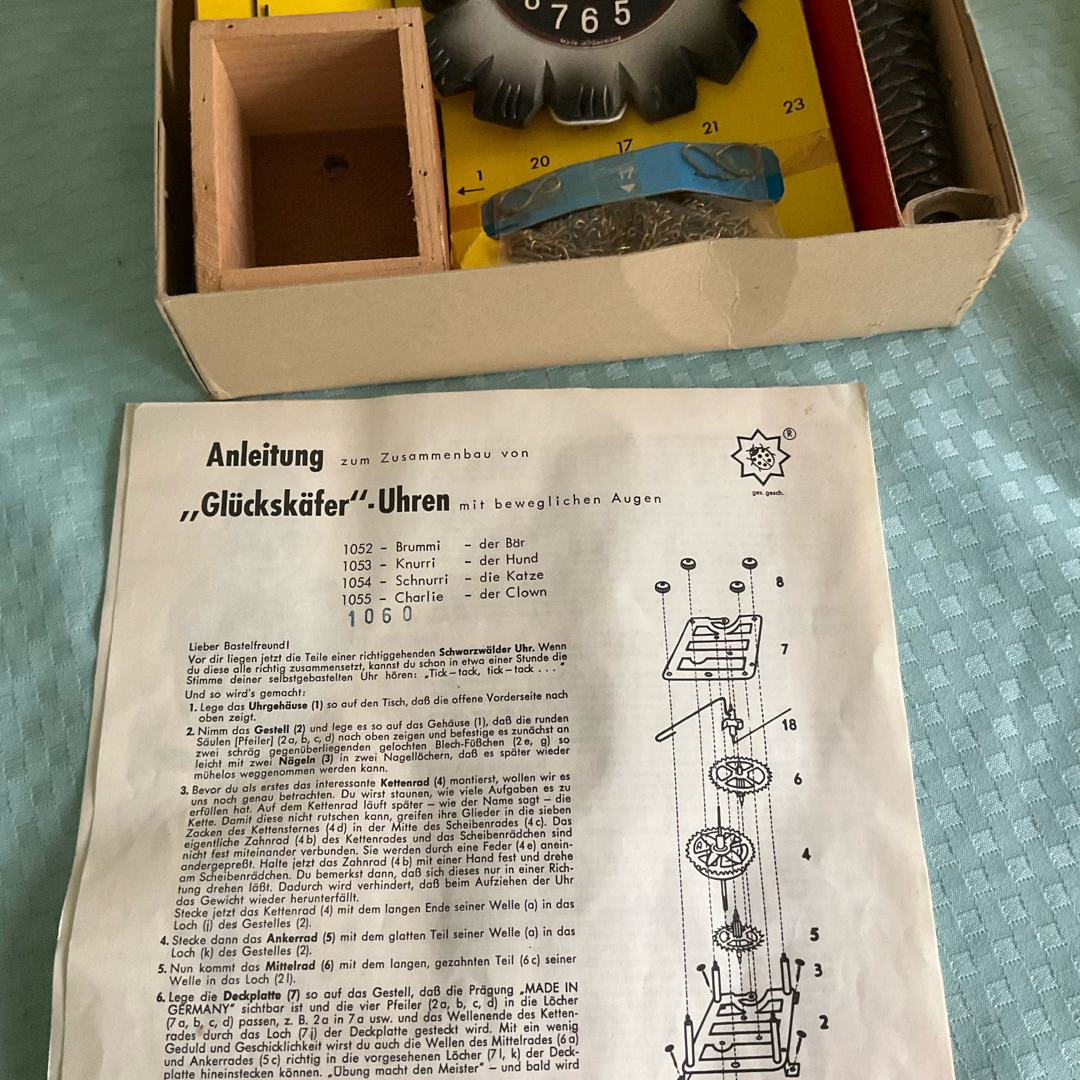 8 7 6 5
Made in Germany
23
21
17
20
1
17
Anleitung zum Zusammenbau von
„Glückskäfer“-Uhren mit beweglichen Augen
®
ges. gesch.
1052 – Brummi – der Bär
1053 – Knurri – der Hund
1054 – Schnurri – die Katze
1055 – Charlie – der Clown
1060
Lieber Bastelfreund!
Vor dir liegen jetzt die Teile einer richtiggehenden Schwarzwälder Uhr. Wenn
du diese alle richtig zusammensetzt, kannst du schon in etwa einer Stunde die
Stimme deiner selbstgebastelten Uhr hören: „Tick–tack, tick–tack . . ."
Und so wird's gemacht:
1. Lege das Uhrgehäuse (1) so auf den Tisch, daß die offene Vorderseite nach
oben zeigt.
2. Nimm das Gestell (2) und lege es so auf das Gehäuse (1), daß die runden
Säulen [Pfeiler] (2a, b, c, d) nach oben zeigen und befestige es zunächst an
zwei schräg gegenüberliegenden gelochten Blech-Füßchen (2e, g) so
leicht mit zwei Nägeln (3) in zwei Nagellöchern, daß es später wieder
mühelos weggenommen werden kann.
3. Bevor du als erstes das interessante Kettenrad (4) montierst, wollen wir es
uns noch genau betrachten. Du wirst staunen, wie viele Aufgaben es zu
erfüllen hat. Auf dem Kettenrad läuft später – wie der Name sagt – die
Kette. Damit diese nicht rutschen kann, greifen ihre Glieder in die sieben
Zacken des Kettensternes (4d) in der Mitte des Scheibenrades (4c). Das
eigentliche Zahnrad (4b) des Kettenrades und das Scheibenrädchen sind
nicht fest miteinander verbunden. Sie werden durch eine Feder (4e) anein-
andergepreßt. Halte jetzt das Zahnrad (4b) mit einer Hand fest und drehe
am Scheibenrädchen. Du bemerkst dann, daß sich dieses nur in einer Rich-
tung drehen läßt. Dadurch wird verhindert, daß beim Aufziehen der Uhr
das Gewicht wieder herunterfällt.
Stecke jetzt das Kettenrad (4) mit dem langen Ende seiner Welle (a) in das
Loch (j) des Gestelles (2).
4. Stecke dann das Ankerrad (5) mit dem glatten Teil seiner Welle (a) in das
Loch (k) des Gestelles (2).
5. Nun kommt das Mittelrad (6) mit dem langen, gezahnten Teil (6c) seiner
Welle in das Loch (2l).
6. Lege die Deckplatte (7) so auf das Gestell, daß die Prägung „MADE IN
GERMANY" sichtbar ist und die vier Pfeiler (2a, b, c, d) in die Löcher
(7a, b, c, d) passen, z. B. 2a in 7a usw. und das Wellenende des Ketten-
rades durch das Loch (7j) der Deckplatte gesteckt wird. Mit ein wenig
Geduld und Geschicklichkeit wirst du auch die Wellen des Mittelrades (6a)
und Ankerrades (5c) richtig in die vorgesehenen Löcher (7l, k) der Deck-
platte hineinstecken können. „Übung macht den Meister" – und bald wird
8
7
18
6
4
5
3
2